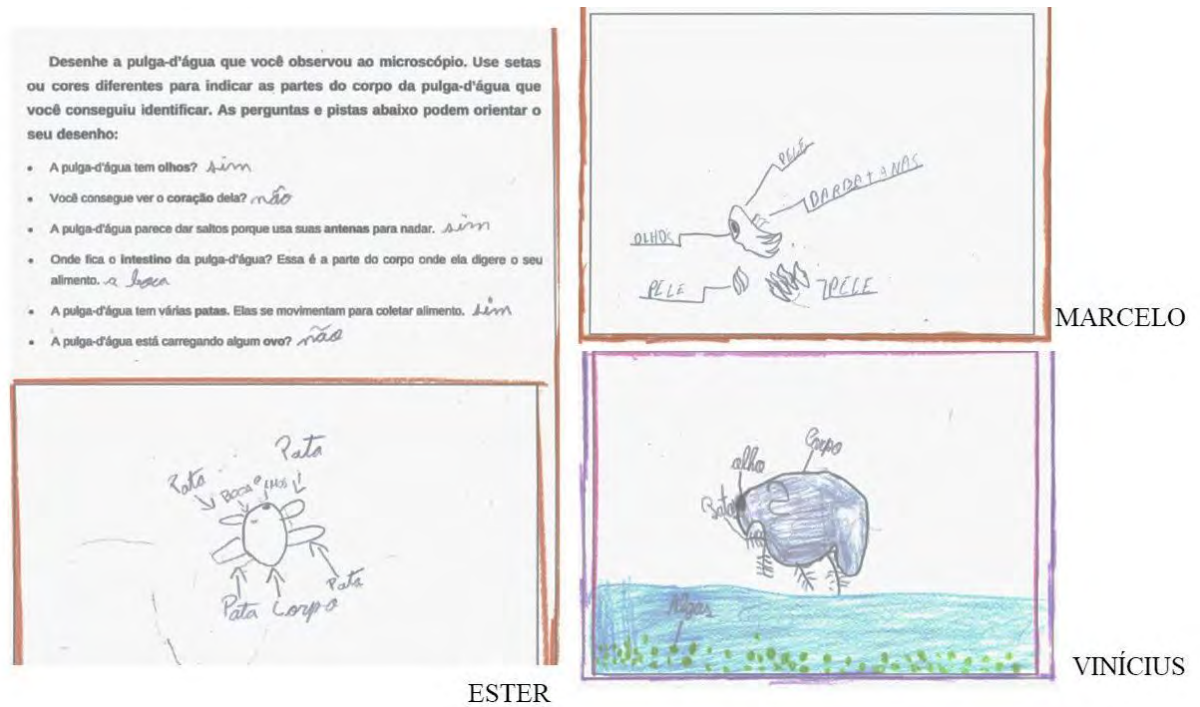 Desenhe a pulga-d'água que você observou ao microscópio. Use setas
ou cores diferentes para indicar as partes do corpo da pulga-d'água que
você conseguiu identificar. As perguntas e pistas abaixo podem orientar o
seu desenho:
• A pulga-d'água tem olhos? sim
• Você consegue ver o coração dela? não
• A pulga-d'água parece dar saltos porque usa suas antenas para nadar. sim
• Onde fica o intestino da pulga-d'água? Essa é a parte do corpo onde ela digere o seu
alimento. a boca
• A pulga-d'água tem várias patas. Elas se movimentam para coletar alimento. sim
• A pulga-d'água está carregando algum ovo? não
Pata
Pata
BOCA
Pata
Pata Corpo
ESTER
PELE
BARBATANAS
OLHOS
PELE
PELE
MARCELO
Corpo
olho
Algas
VINÍCIUS